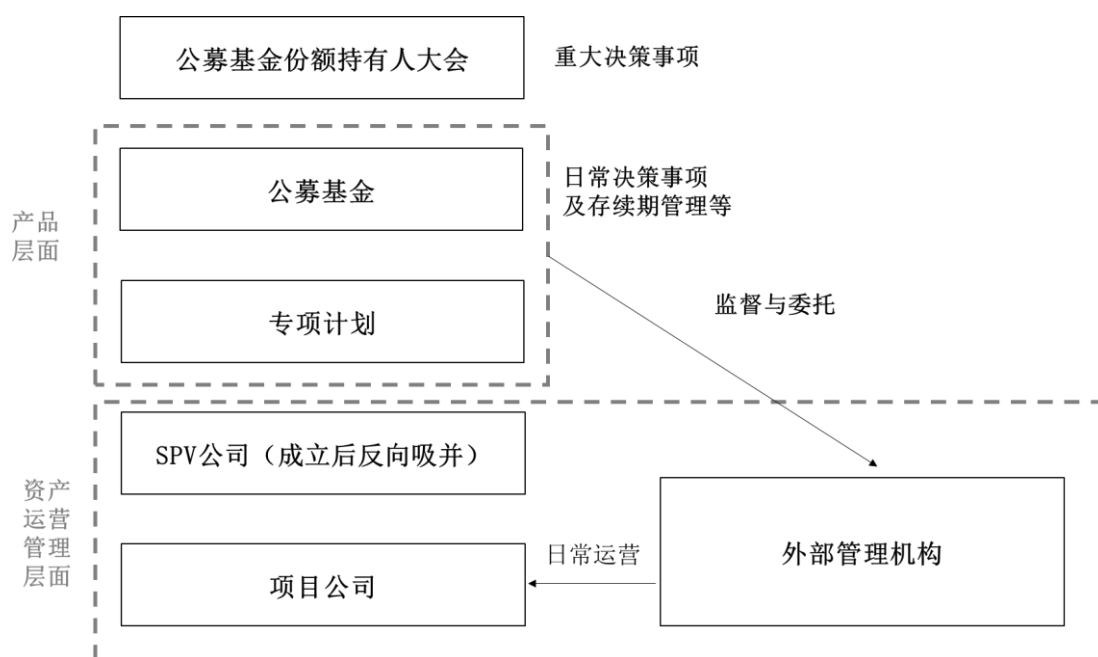 公募基金份额持有人大会
重大决策事项
公募基金
日常决策事项
及存续期管理等
产品
层面
专项计划
监督与委托
SPV公司（成立后反向吸并）
资产
运营
管理
层面
外部管理机构
日常运营
项目公司